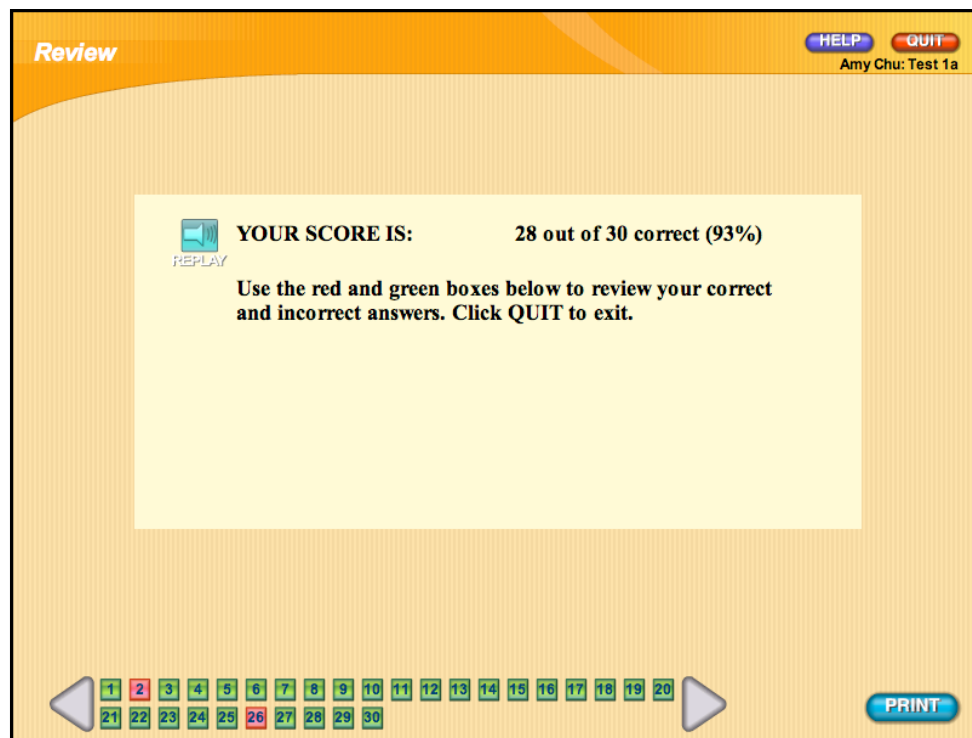 Review
HELP QUIT
Amy Chu: Test 1a
YOUR SCORE IS: 28 out of 30 correct (93%)
REPLAY
Use the red and green boxes below to review your correct
and incorrect answers. Click QUIT to exit.
1 2 3 4 5 6 7 8 9 10 11 12 13 14 15 16 17 18 19 20
21 22 23 24 25 26 27 28 29 30
PRINT